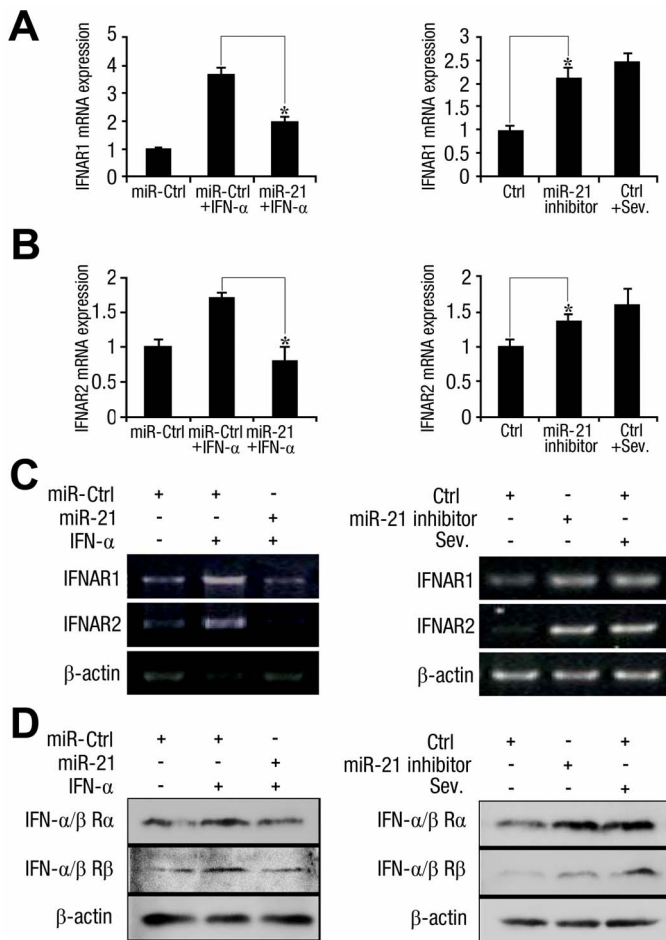 A
IFNAR1 mRNA expression
5
4
3
2
1
0
*
miR-Ctrl
miR-Ctrl
+IFN-α
miR-21
+IFN-α
IFNAR1 mRNA expression
3
2.5
2
1.5
1
0.5
0
*
Ctrl
miR-21
inhibitor
Ctrl
+Sev.
B
IFNAR2 mRNA expression
2
1.5
1
0.5
0
*
miR-Ctrl
miR-Ctrl
+IFN-α
miR-21
+IFN-α
IFNAR2 mRNA expression
2
1.5
1
0.5
0
*
Ctrl
miR-21
inhibitor
Ctrl
+Sev.
C
miR-Ctrl + + -
miR-21 - - +
IFN-α - + +
IFNAR1
IFNAR2
β-actin
Ctrl + - +
miR-21 inhibitor - + -
Sev. - - +
IFNAR1
IFNAR2
β-actin
D
miR-Ctrl + + -
miR-21 - - +
IFN-α - + +
IFN-α/β Rα
IFN-α/β Rβ
β-actin
Ctrl + - +
miR-21 inhibitor - + -
Sev. - - +
IFN-α/β Rα
IFN-α/β Rβ
β-actin